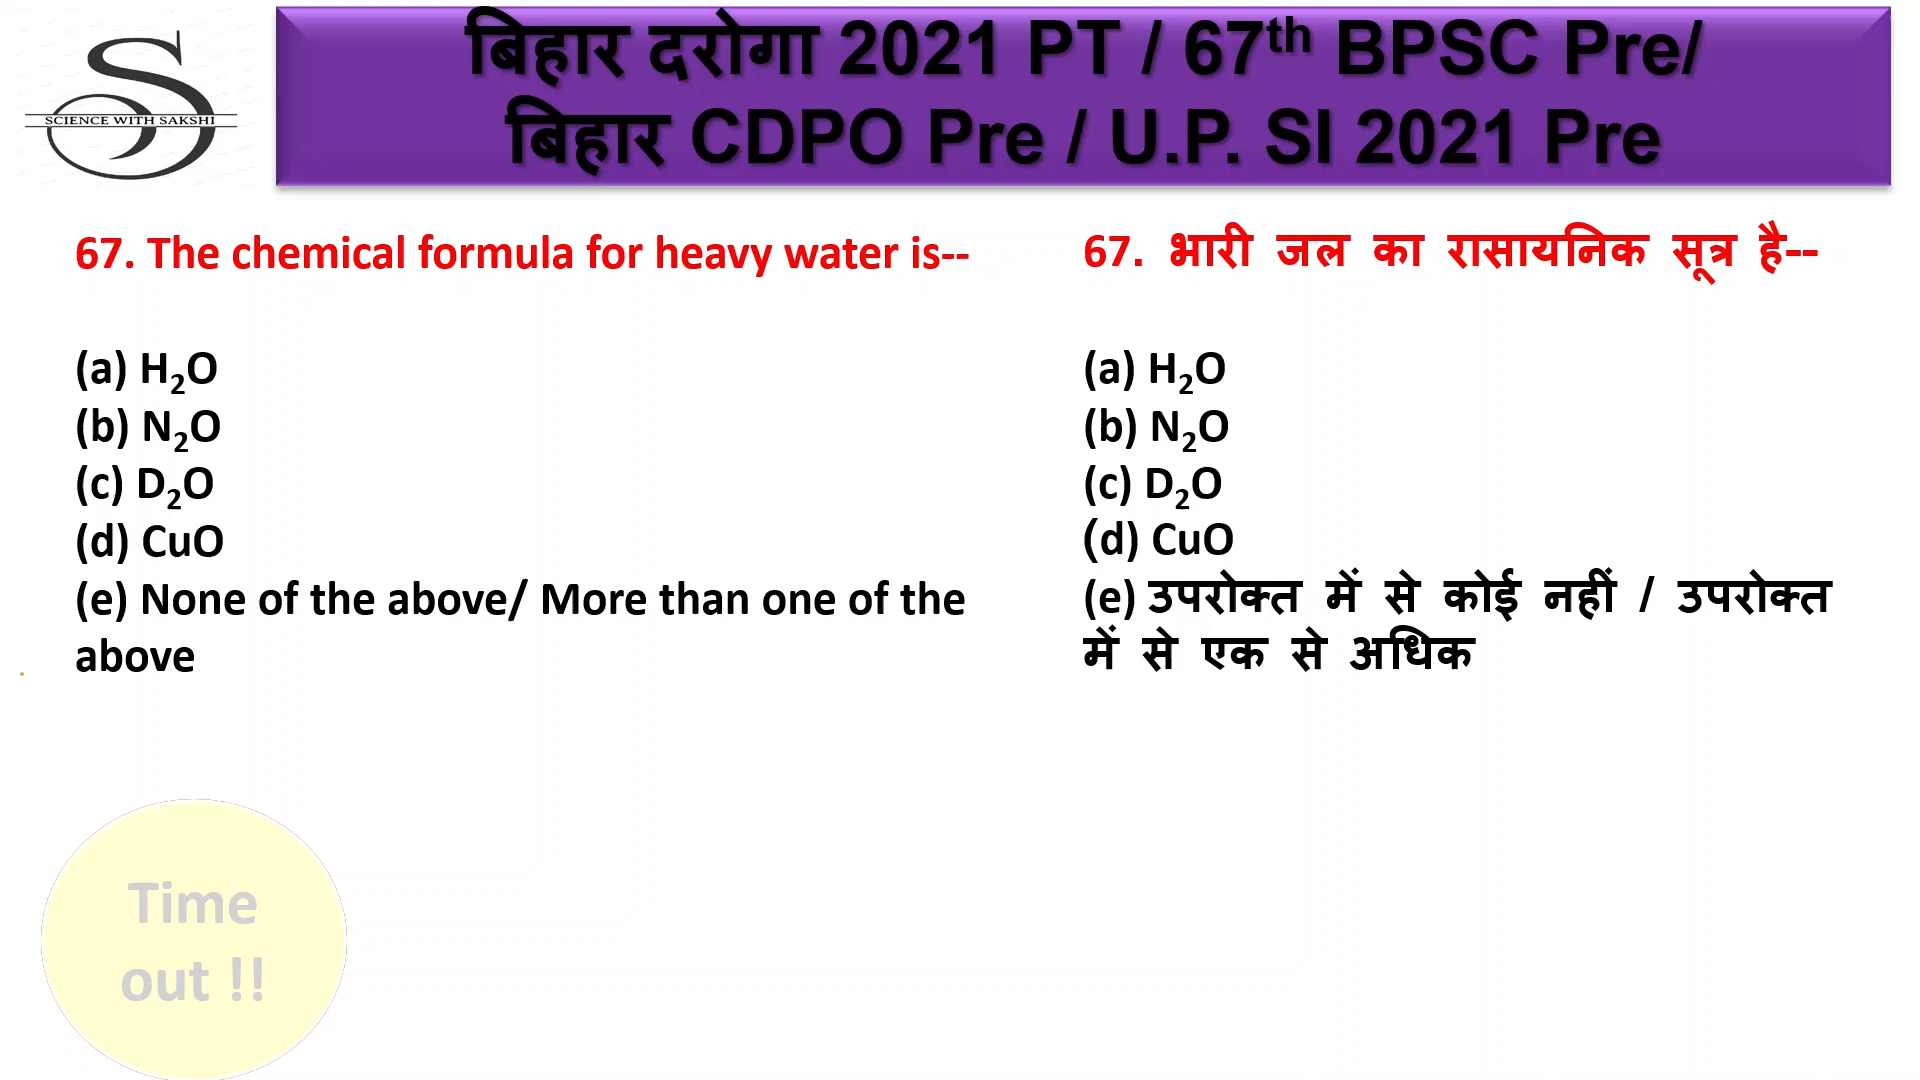 SCIENCE WITH SAKSHI
बिहार दरोगा 2021 PT / 67th BPSC Pre/
बिहार CDPO Pre / U.P. SI 2021 Pre
67. The chemical formula for heavy water is--
(a) H₂O
(b) N₂O
(c) D₂O
(d) CuO
(e) None of the above/ More than one of the
above
67. भारी जल का रासायनिक सूत्र है--
(a) H₂O
(b) N₂O
(c) D₂O
(d) CuO
(e) उपरोक्त में से कोई नहीं / उपरोक्त
में से एक से अधिक
Time
out !!